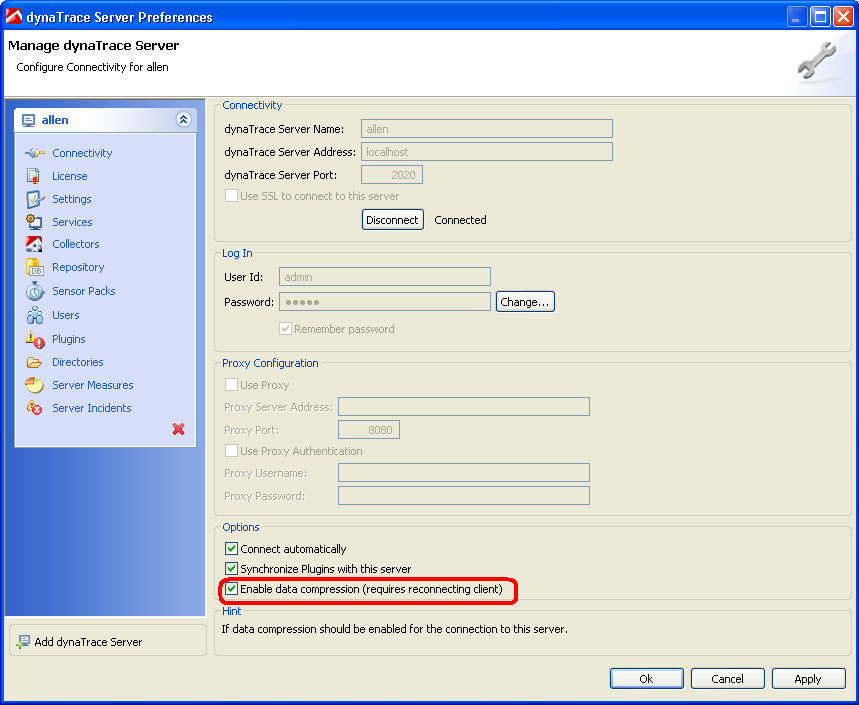 dynaTrace Server Preferences
Manage dynaTrace Server
Configure Connectivity for allen
allen
Connectivity
License
Settings
Services
Collectors
Repository
Sensor Packs
Users
Plugins
Directories
Server Measures
Server Incidents
Add dynaTrace Server
Connectivity
dynaTrace Server Name: allen
dynaTrace Server Address: localhost
dynaTrace Server Port: 2020
Use SSL to connect to this server
Disconnect Connected
Log In
User Id: admin
Password: ●●●●● Change...
Remember password
Proxy Configuration
Use Proxy
Proxy Server Address:
Proxy Port: 8080
Use Proxy Authentication
Proxy Username:
Proxy Password:
Options
Connect automatically
Synchronize Plugins with this server
Enable data compression (requires reconnecting client)
Hint
If data compression should be enabled for the connection to this server.
Ok Cancel Apply